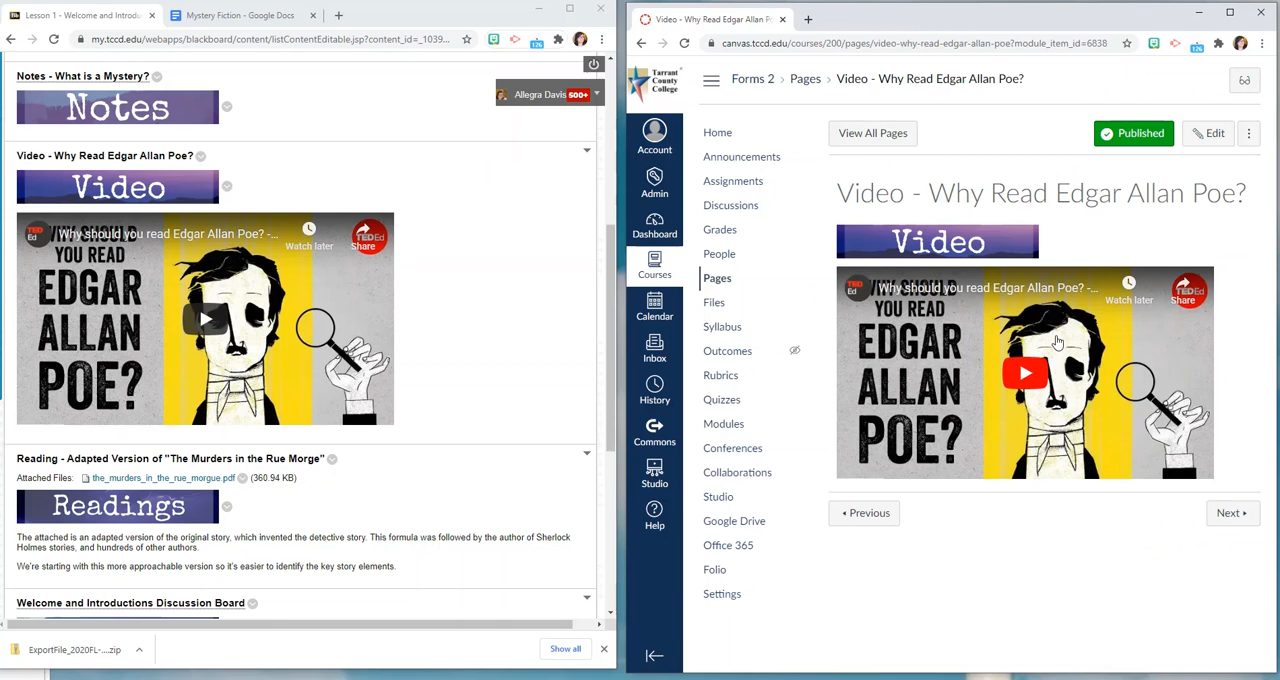 Lesson 1 - Welcome and Introdu
Mystery Fiction - Google Docs
my.tccd.edu/webapps/blackboard/content/listContentEditable.jsp?content_id=_1039...
126
Notes - What is a Mystery?
Notes
Allegra Davis 500+
Video - Why Read Edgar Allan Poe?
Video
TED Ed
Why should you read Edgar Allan Poe? -...
Watch later
Share
TEDEd
WHY SHOULD
YOU READ
EDGAR
ALLAN
POE?
Reading - Adapted Version of "The Murders in the Rue Morge"
Attached Files: the_murders_in_the_rue_morgue.pdf (360.94 KB)
Readings
The attached is an adapted version of the original story, which invented the detective story. This formula was followed by the author of Sherlock
Holmes stories, and hundreds of other authors.
We're starting with this more approachable version so it's easier to identify the key story elements.
Welcome and Introductions Discussion Board
ExportFile_2020FL-....zip
Show all
Video - Why Read Edgar Allan P
canvas.tccd.edu/courses/200/pages/video-why-read-edgar-allan-poe?module_item_id=6838
126
Tarrant
County
College
Forms 2 › Pages › Video - Why Read Edgar Allan Poe?
Account
Admin
Dashboard
Courses
Calendar
Inbox
History
Commons
Studio
Help
Home
Announcements
Assignments
Discussions
Grades
People
Pages
Files
Syllabus
Outcomes
Rubrics
Quizzes
Modules
Conferences
Collaborations
Studio
Google Drive
Office 365
Folio
Settings
View All Pages
Published
Edit
Video - Why Read Edgar Allan Poe?
Video
TED Ed
Why should you read Edgar Allan Poe? -...
Watch later
Share
TEDEd
WHY SHOULD
YOU READ
EDGAR
ALLAN
POE?
Previous
Next